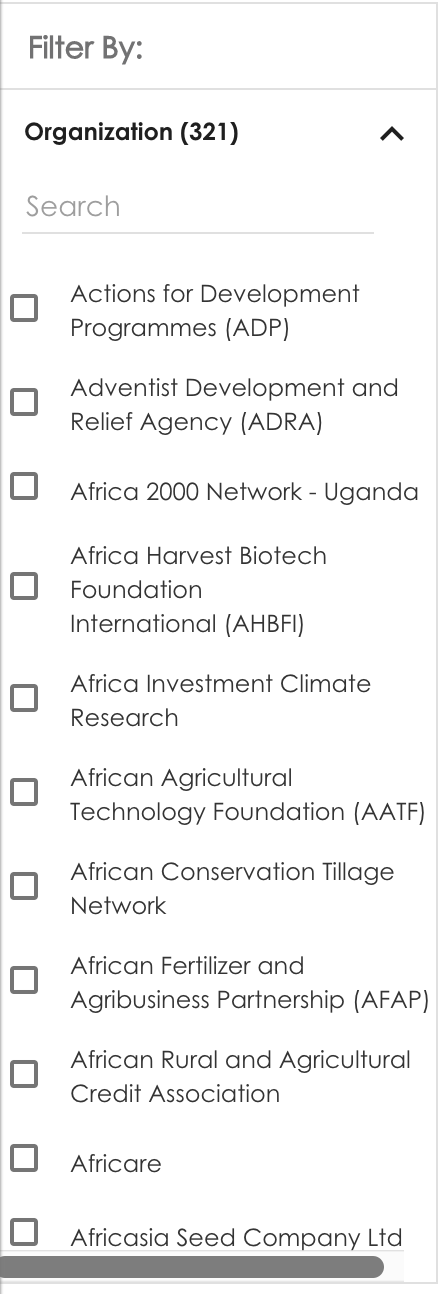 Filter By:
Organization (321)
Search
Actions for Development
Programmes (ADP)
Adventist Development and
Relief Agency (ADRA)
Africa 2000 Network - Uganda
Africa Harvest Biotech
Foundation
International (AHBFI)
Africa Investment Climate
Research
African Agricultural
Technology Foundation (AATF)
African Conservation Tillage
Network
African Fertilizer and
Agribusiness Partnership (AFAP)
African Rural and Agricultural
Credit Association
Africare
Africasia Seed Company Ltd